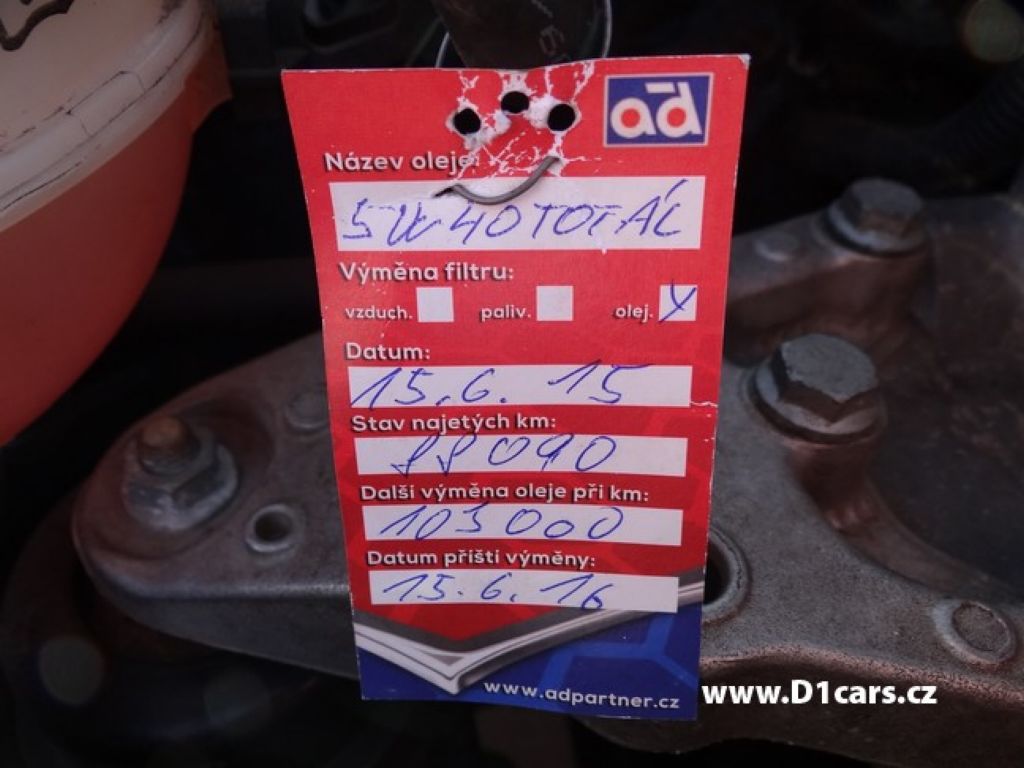 ad
Název oleje:
5W40 TOTAL
Výměna filtru:
vzduch. paliv. olej. X
Datum:
15.6.15
Stav najetých km:
88090
Další výměna oleje při km:
103000
Datum příští výměny:
15.6.16
www.adpartner.cz
www.D1cars.cz